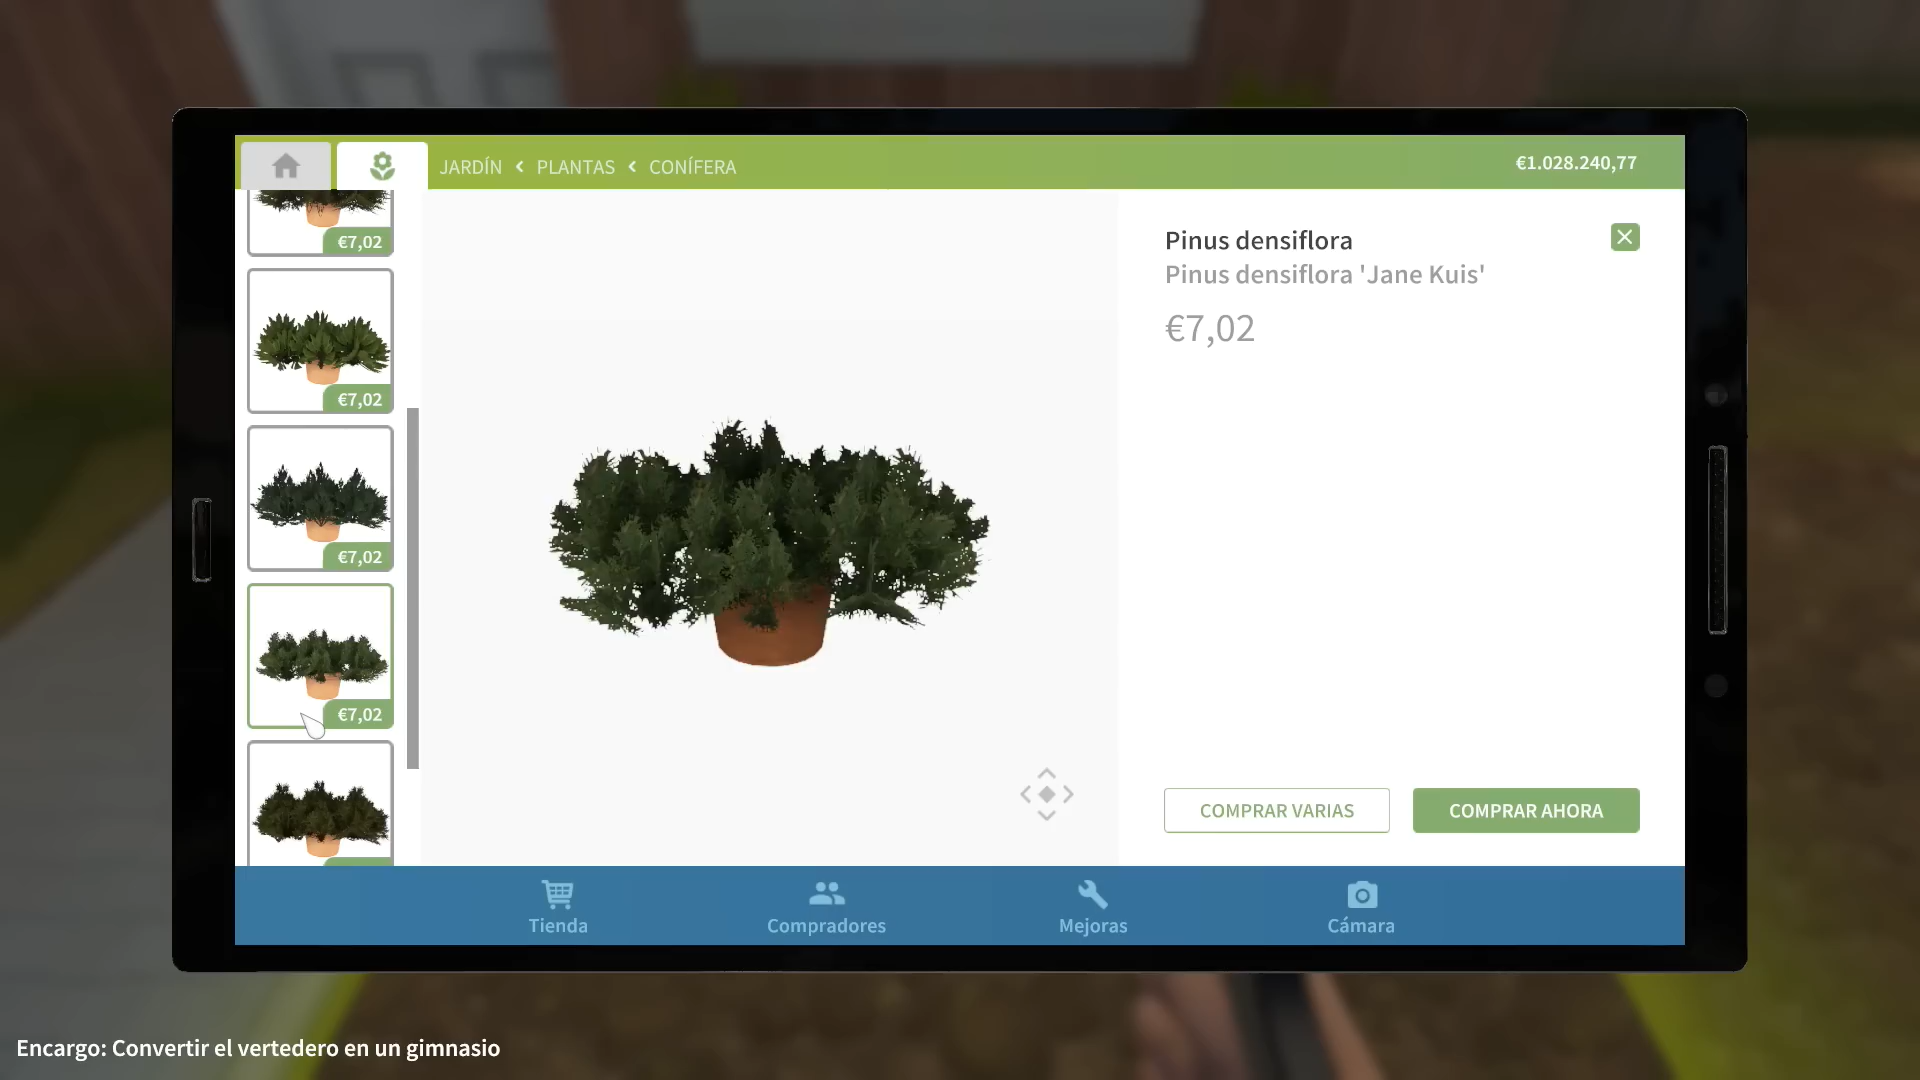 JARDÍN < PLANTAS < CONÍFERA
€1.028.240,77
€7,02
€7,02
€7,02
€7,02
Pinus densiflora
Pinus densiflora 'Jane Kuis'
€7,02
COMPRAR VARIAS
COMPRAR AHORA
Tienda
Compradores
Mejoras
Cámara
Encargo: Convertir el vertedero en un gimnasio